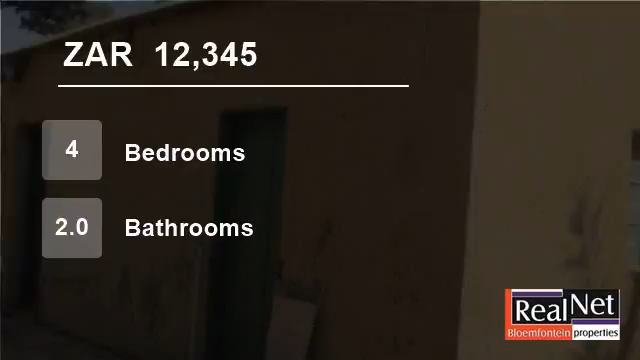 ZAR 12,345
4 Bedrooms
2.0 Bathrooms
RealNet
Bloemfontein properties